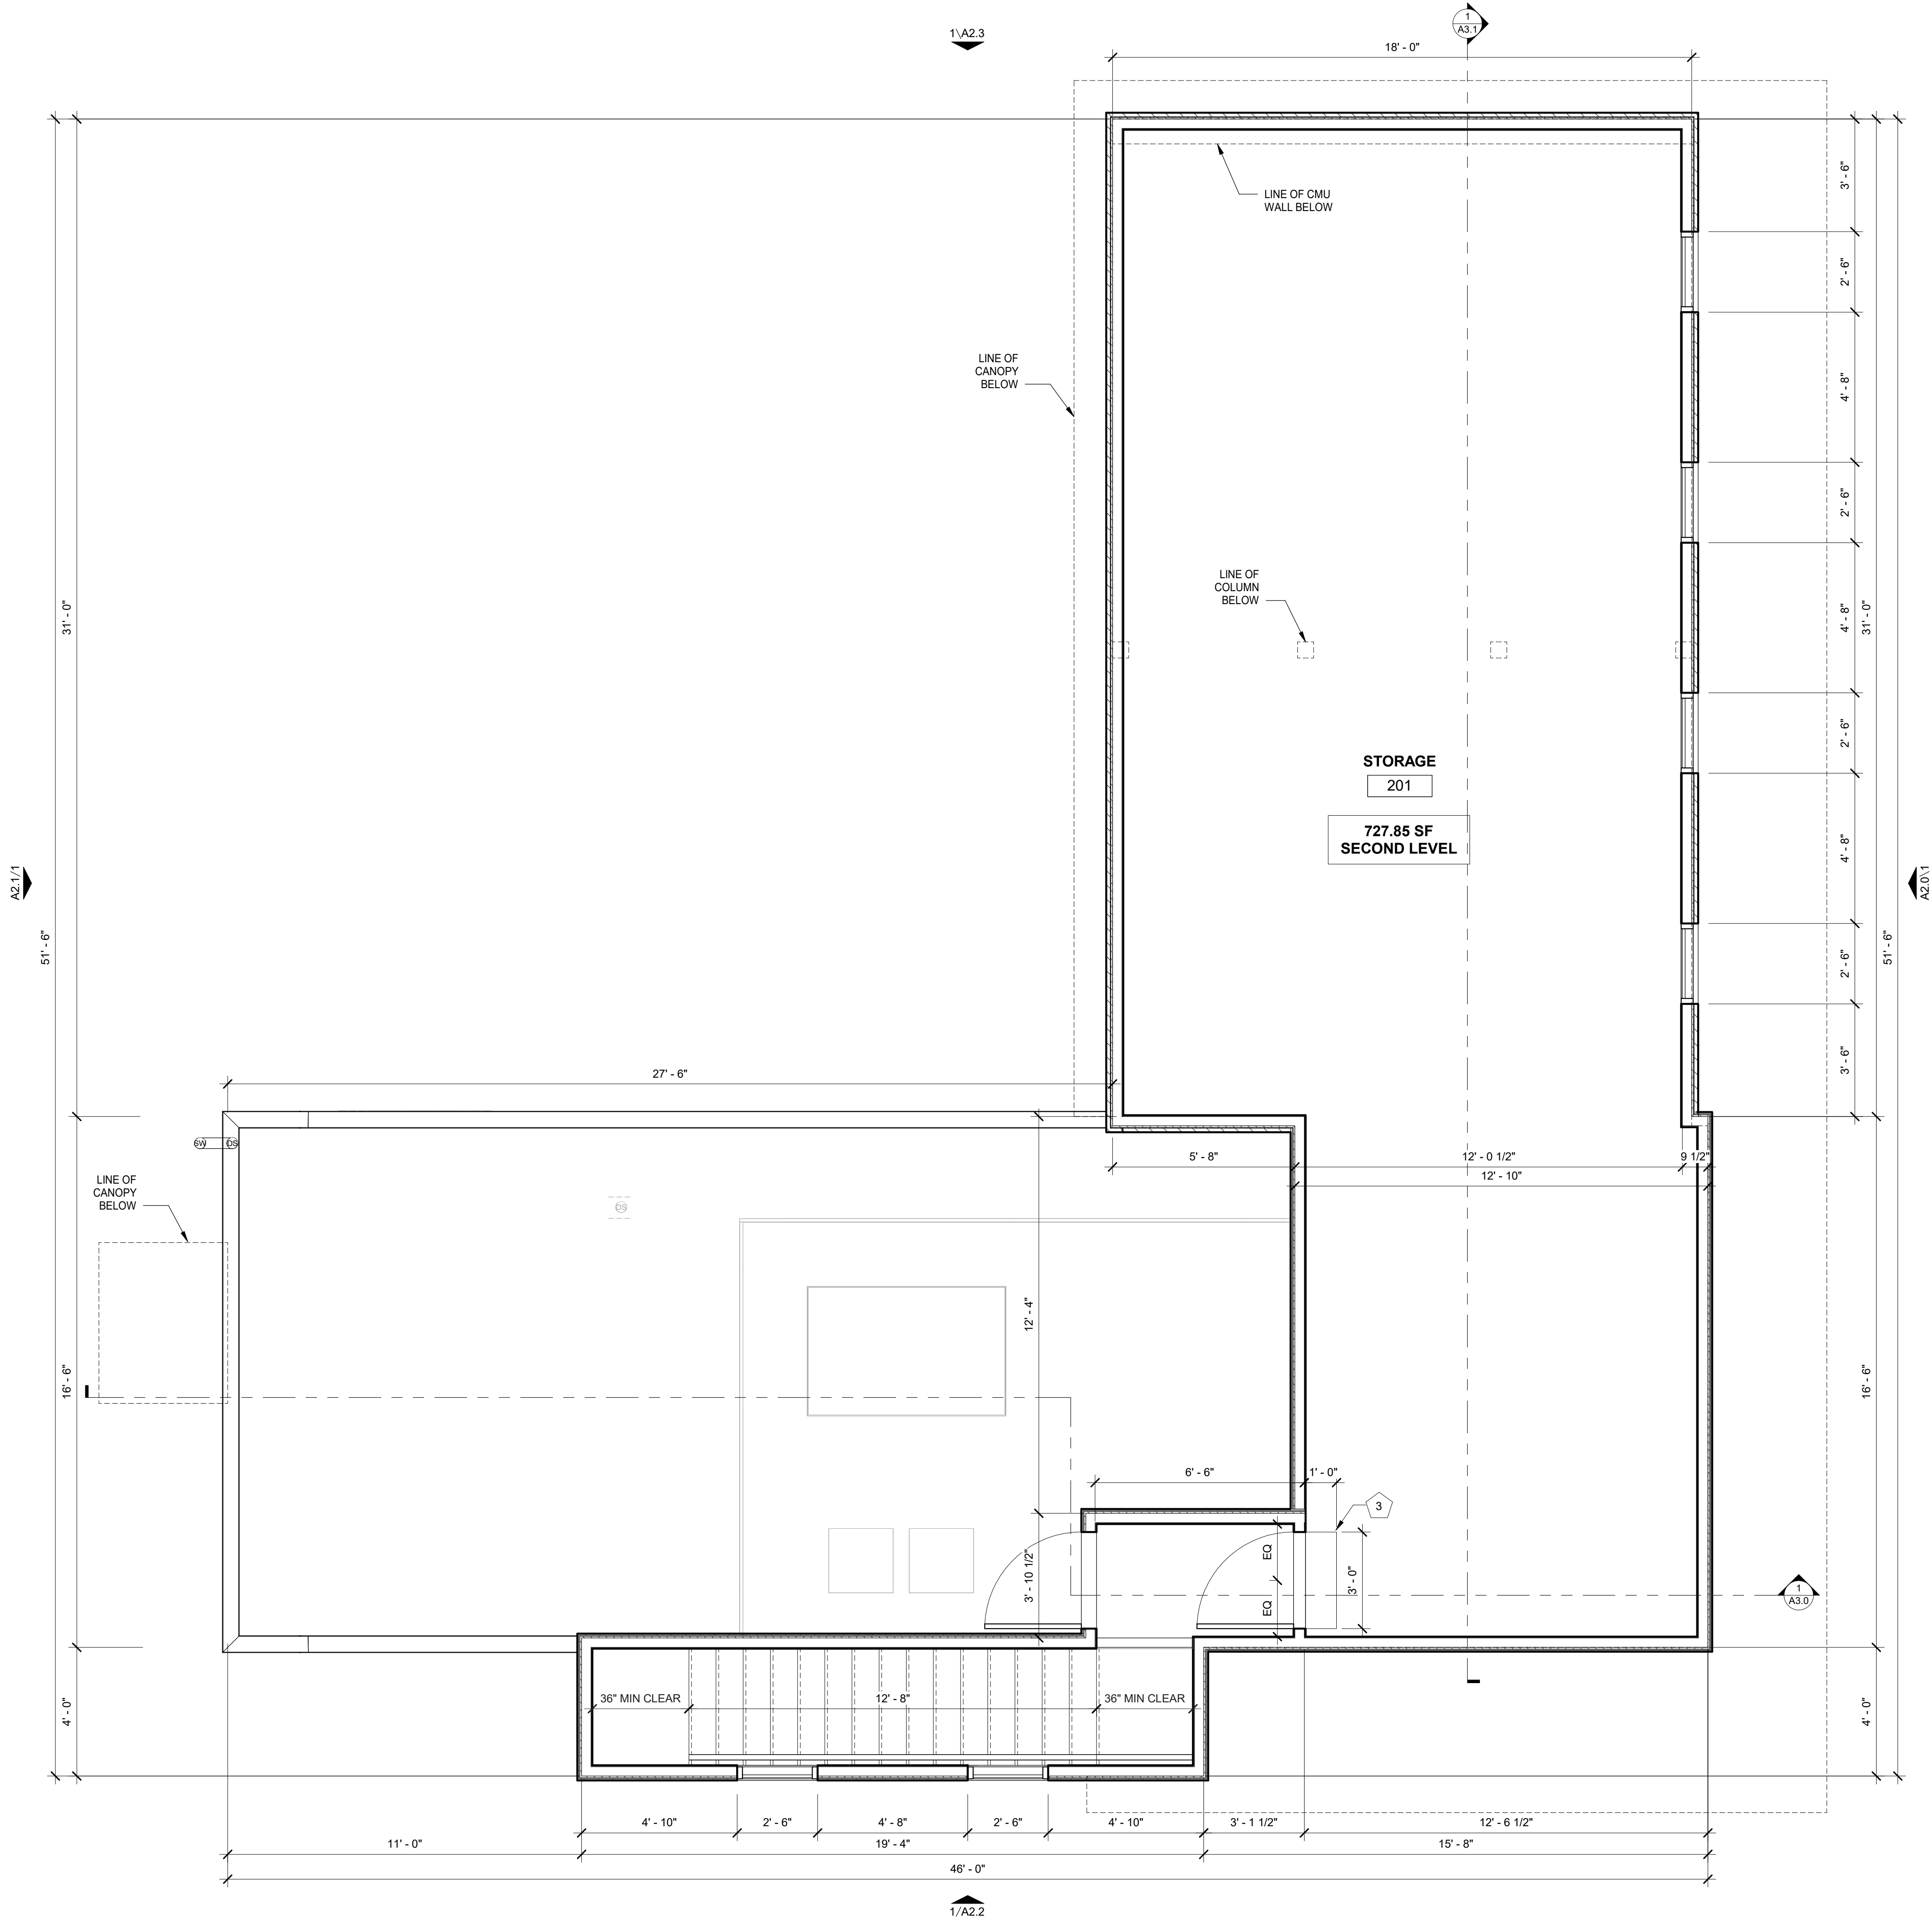 1\A2.3
1
A3.1
18' - 0"
LINE OF CMU
WALL BELOW
3' - 6"
2' - 6"
LINE OF
CANOPY
BELOW
4' - 8"
2' - 6"
LINE OF
COLUMN
BELOW
31' - 0"
4' - 8"
31' - 0"
2' - 6"
STORAGE
201
727.85 SF
SECOND LEVEL
4' - 8"
A2.1/1
A2.0\1
51' - 6"
2' - 6"
51' - 6"
3' - 6"
27' - 6"
SW
DS
5' - 8"
12' - 0 1/2"
9 1/2"
12' - 10"
LINE OF
CANOPY
BELOW
DS
12' - 4"
16' - 6"
16' - 6"
6' - 6"
1' - 0"
3
EQ
3' - 10 1/2"
3' - 0"
EQ
1
A3.0
36" MIN CLEAR
12' - 8"
36" MIN CLEAR
4' - 0"
4' - 0"
4' - 10"
2' - 6"
4' - 8"
2' - 6"
4' - 10"
3' - 1 1/2"
12' - 6 1/2"
11' - 0"
19' - 4"
15' - 8"
46' - 0"
1/A2.2